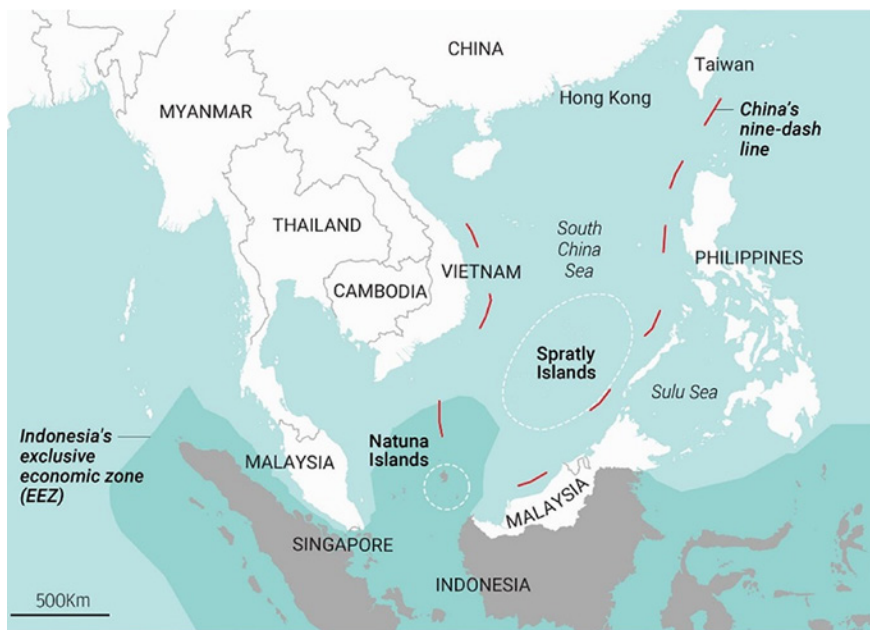 CHINA
Taiwan
Hong Kong
China's
nine-dash
line
MYANMAR
THAILAND
South
China
Sea
VIETNAM
PHILIPPINES
CAMBODIA
Spratly
Islands
Sulu Sea
Indonesia's
exclusive
economic zone
(EEZ)
Natuna
Islands
MALAYSIA
MALAYSIA
SINGAPORE
INDONESIA
500Km